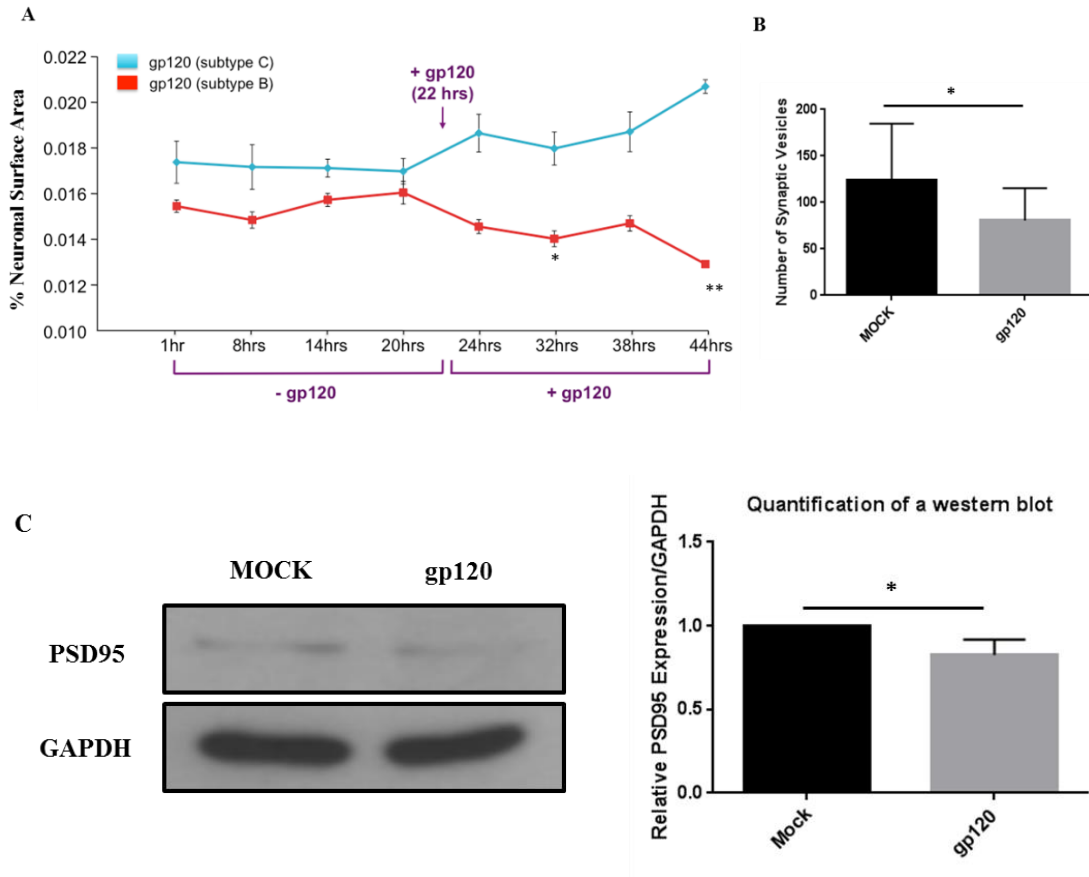 A
% Neuronal Surface Area
0.022
0.020
0.018
0.016
0.014
0.012
0.010
gp120 (subtype C)
gp120 (subtype B)
+ gp120
(22 hrs)
*
**
1hr 8hrs 14hrs 20hrs 24hrs 32hrs 38hrs 44hrs
- gp120 + gp120
B
Number of Synaptic Vesicles
200
150
100
50
0
*
MOCK gp120
C
MOCK gp120
PSD95
GAPDH
Quantification of a western blot
Relative PSD95 Expression/GAPDH
1.5
1.0
0.5
0.0
*
Mock gp120